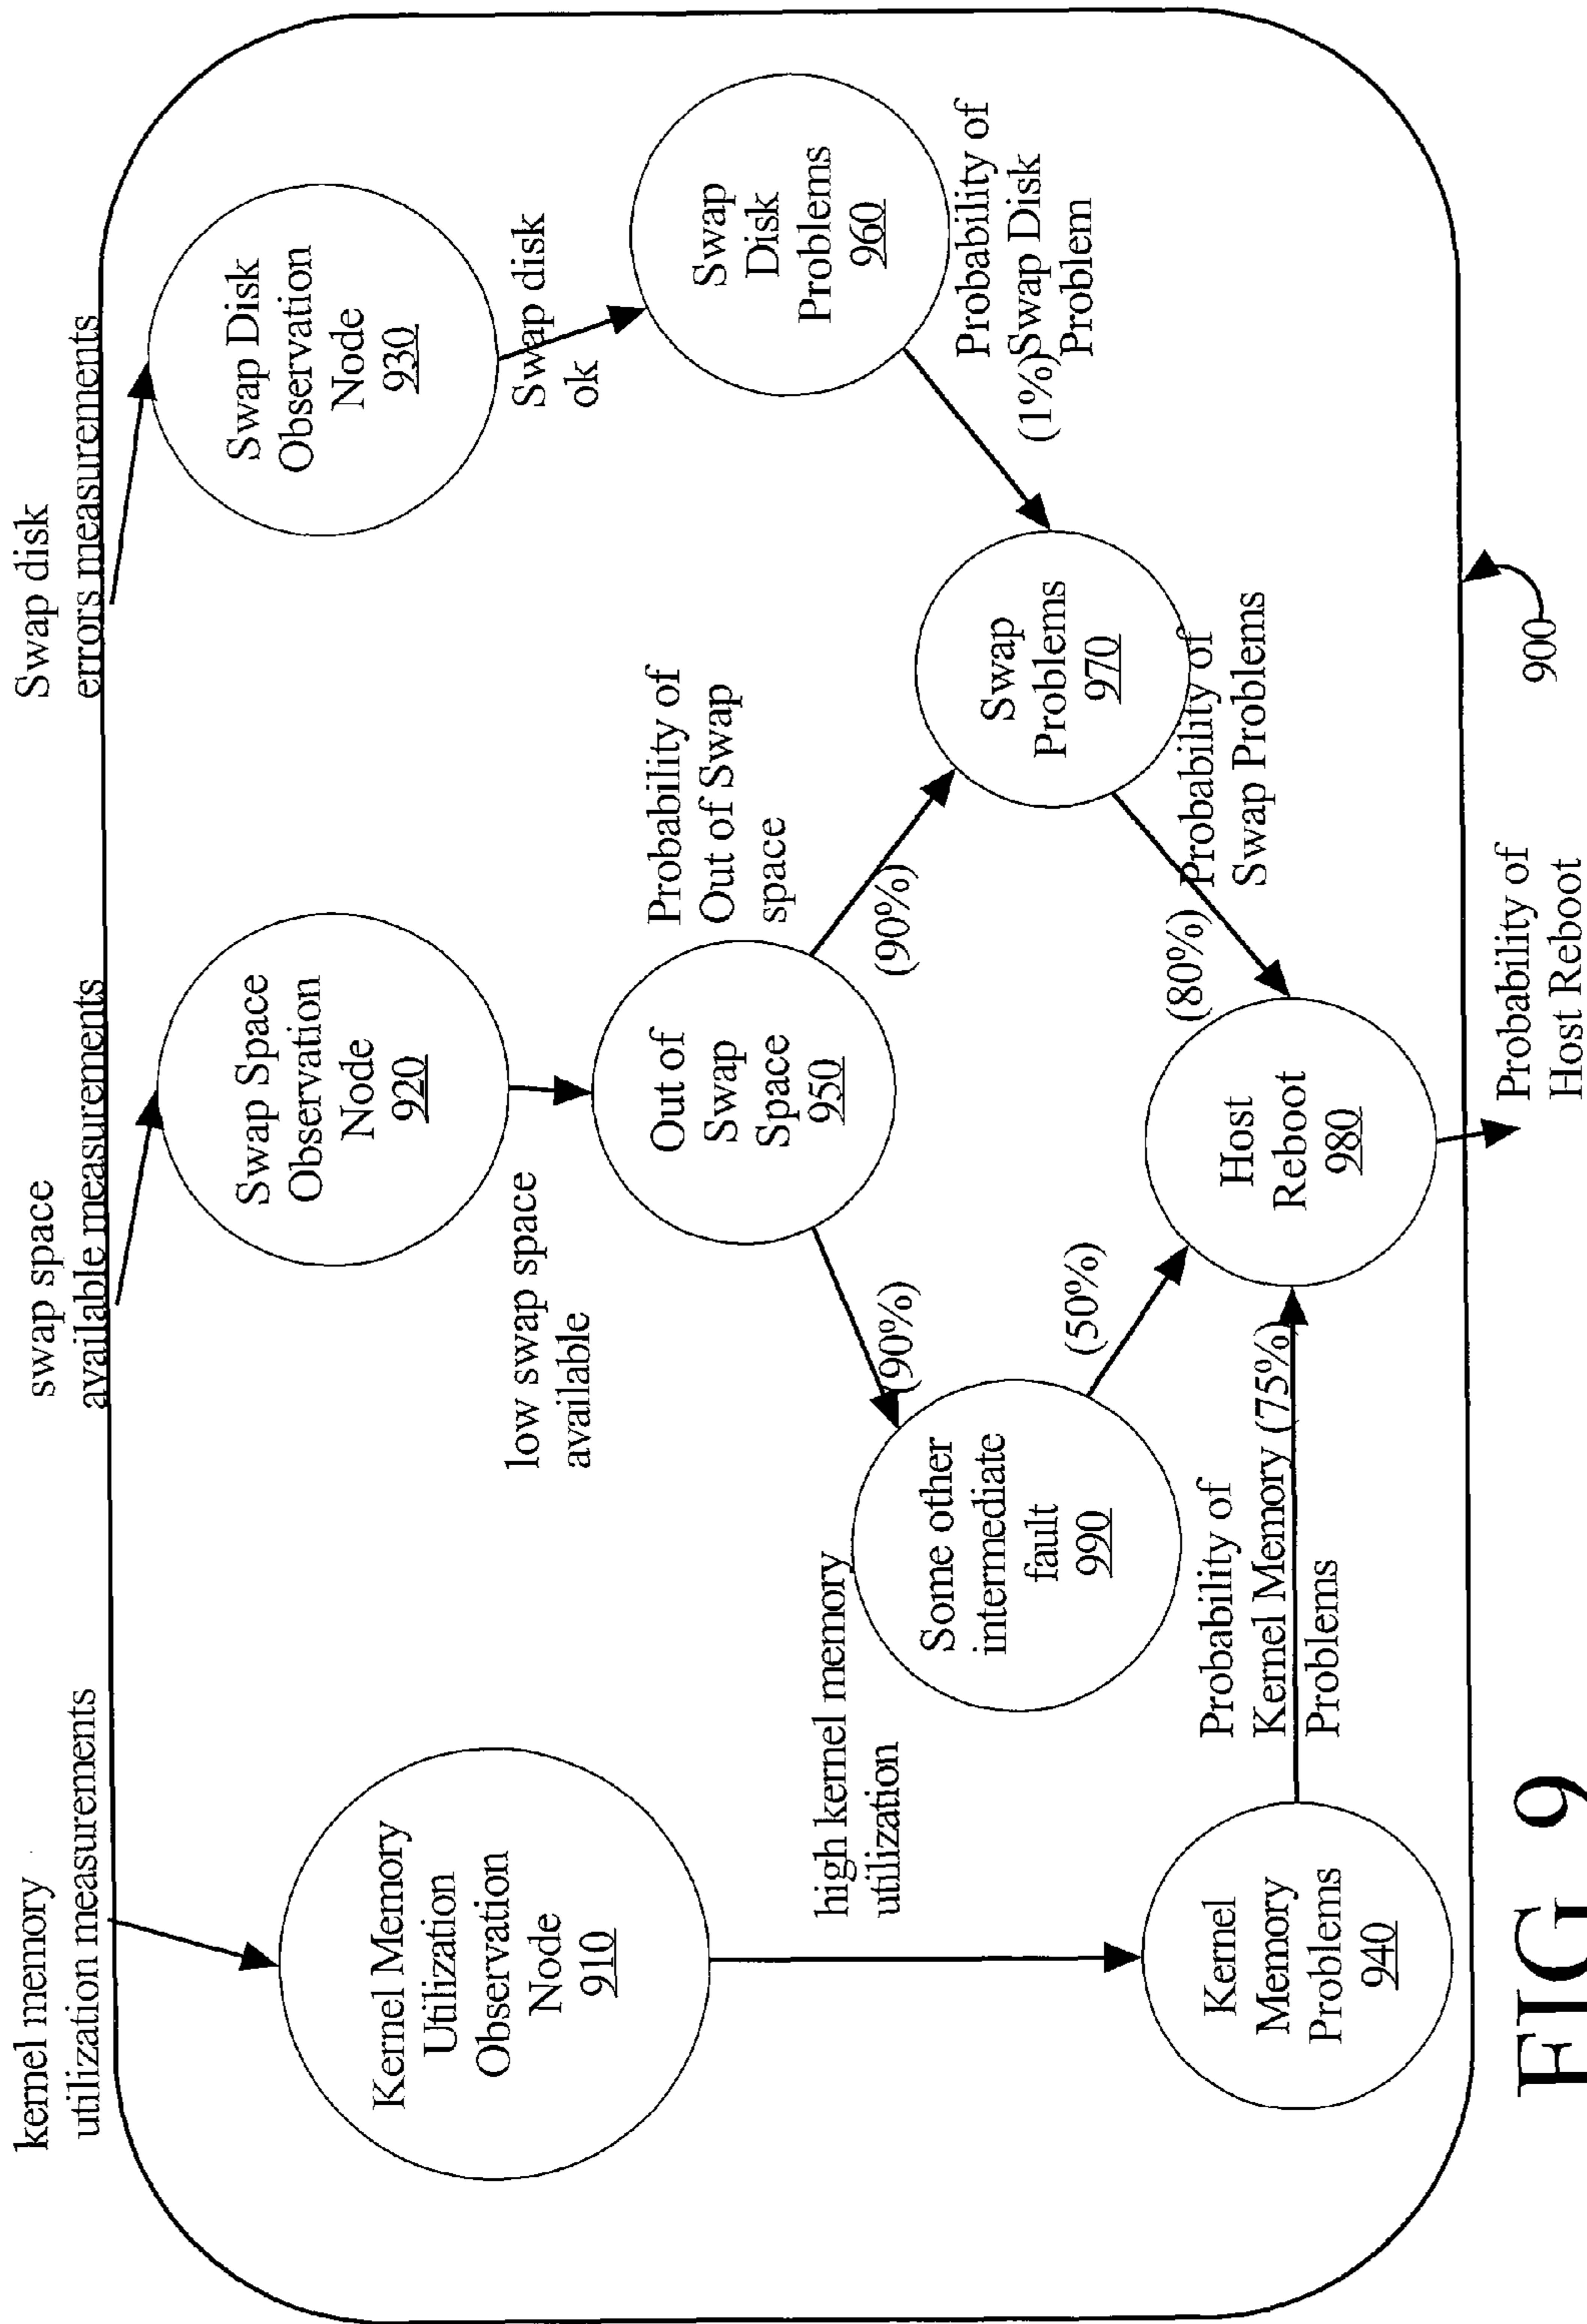 kernel memory
utilization measurements
swap space
available measurements
Swap disk
errors measurements
Kernel Memory
Utilization
Observation
Node
910
Swap Space
Observation
Node
920
Swap Disk
Observation
Node
930
low swap space
available
Swap disk
ok
Out of
Swap
Space
950
Probability of
Out of Swap
space
Swap
Disk
Problems
960
high kernel memory
utilization
(90%)
(90%)
Probability of
(1%) Swap Disk
Problem
Some other
intermediate
fault
990
Swap
Problems
970
(50%)
(80%)
Probability of
Swap Problems
Kernel
Memory
Problems
940
Probability of
Kernel Memory (75%)
Problems
Host
Reboot
980
Probability of
Host Reboot
900
FIG 9